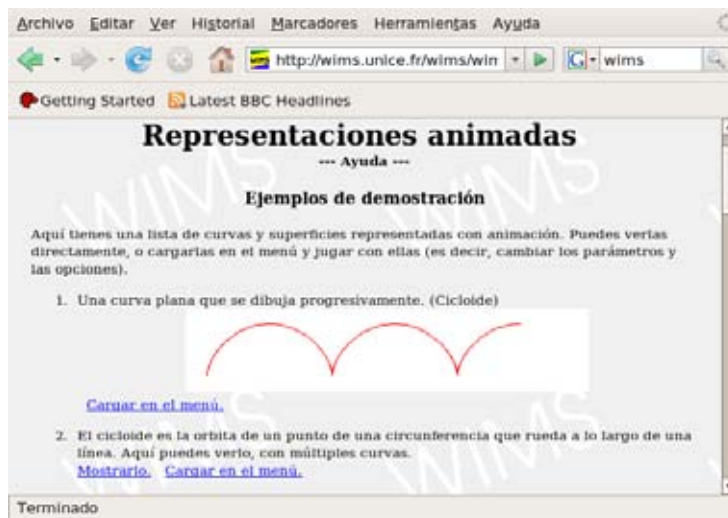 Archivo Editar Ver Historial Marcadores Herramientas Ayuda
http://wims.unice.fr/wims/win G wims
Getting Started Latest BBC Headlines
Representaciones animadas
--- Ayuda ---
Ejemplos de demostración
Aquí tienes una lista de curvas y superficies representadas con animación. Puedes verlas
directamente, o cargarlas en el menú y jugar con ellas (es decir, cambiar los parámetros y
las opciones).
1. Una curva plana que se dibuja progresivamente. (Cicloide)
Cargar en el menú.
2. El cicloide es la orbita de un punto de una circunferencia que rueda a lo largo de una
línea. Aquí puedes verlo, con múltiples curvas.
Mostrarlo. Cargar en el menú.
WIMS
WIMS
WIMS
WIMS
Terminado